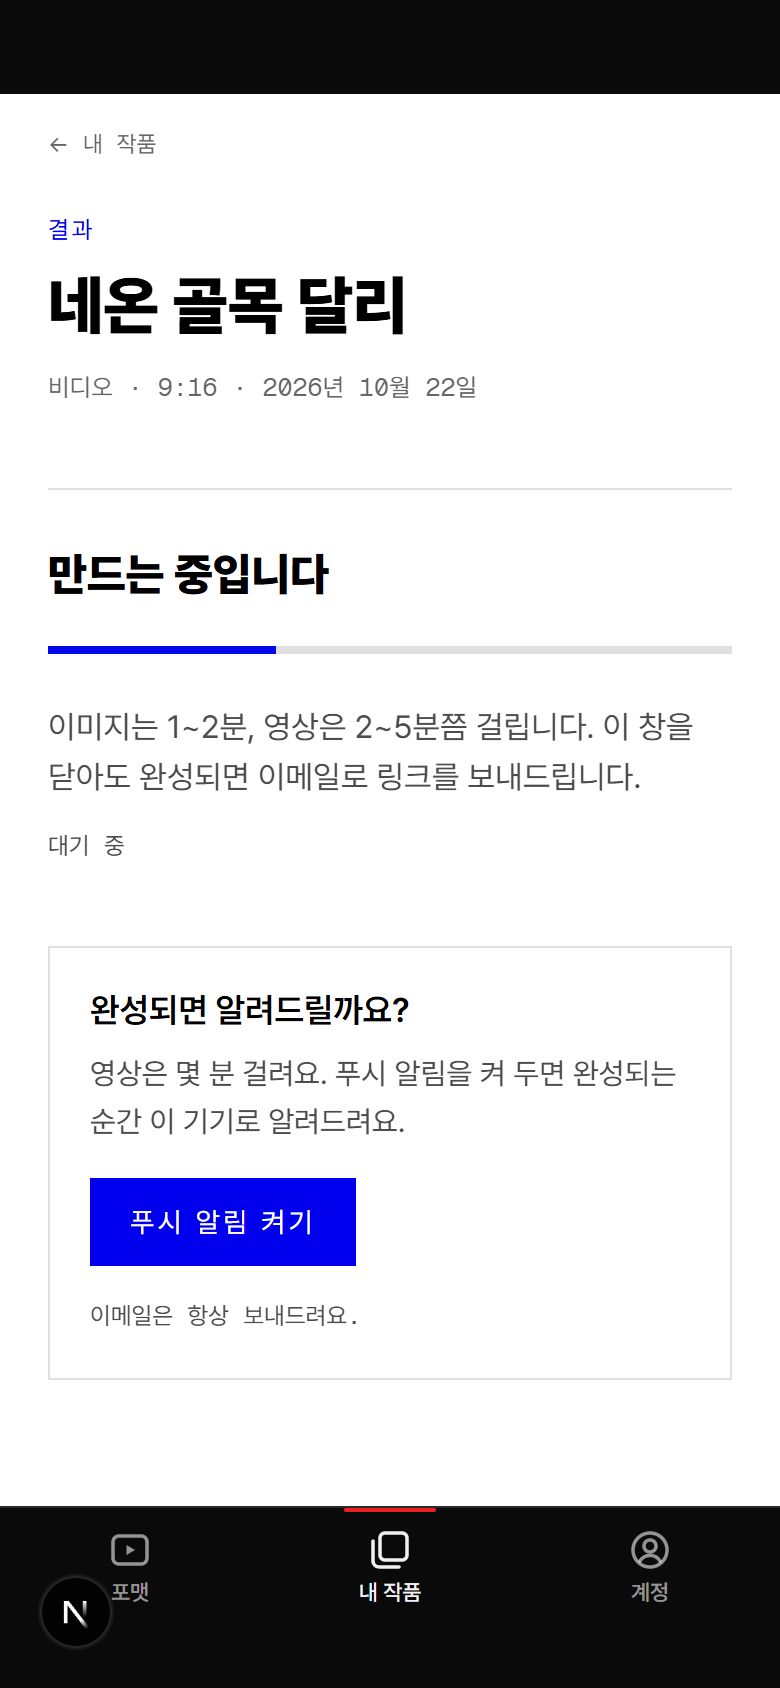 ← 내 작품
결과
네온 골목 달리
비디오 · 9:16 · 2026년 10월 22일
만드는 중입니다
이미지는 1~2분, 영상은 2~5분쯤 걸립니다. 이 창을
닫아도 완성되면 이메일로 링크를 보내드립니다.
대기 중
완성되면 알려드릴까요?
영상은 몇 분 걸려요. 푸시 알림을 켜 두면 완성되는
순간 이 기기로 알려드려요.
푸시 알림 켜기
이메일은 항상 보내드려요.
포맷
내 작품
계정
N